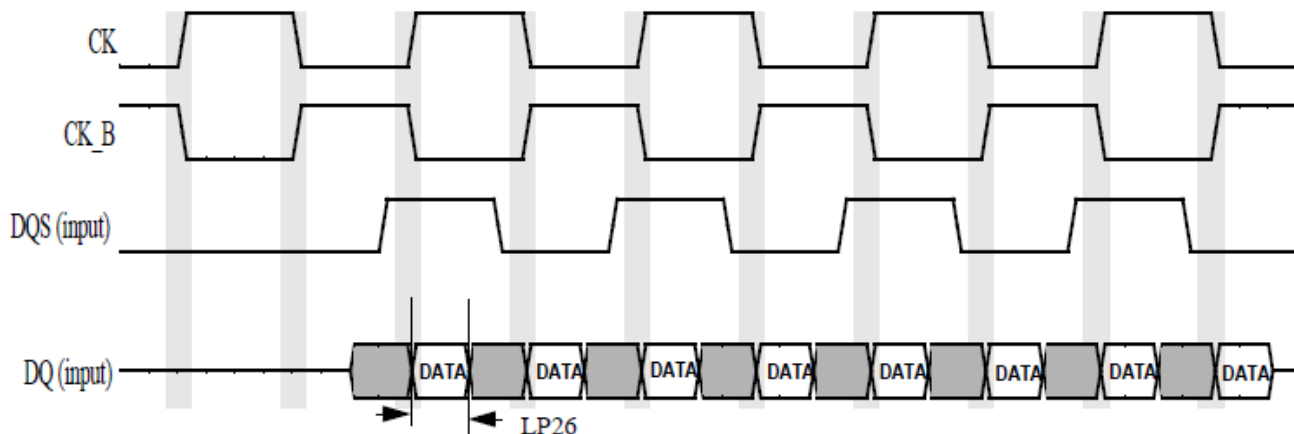 CK
CK_B
DQS (input)
DQ (input) DATA DATA DATA DATA DATA DATA DATA DATA
LP26